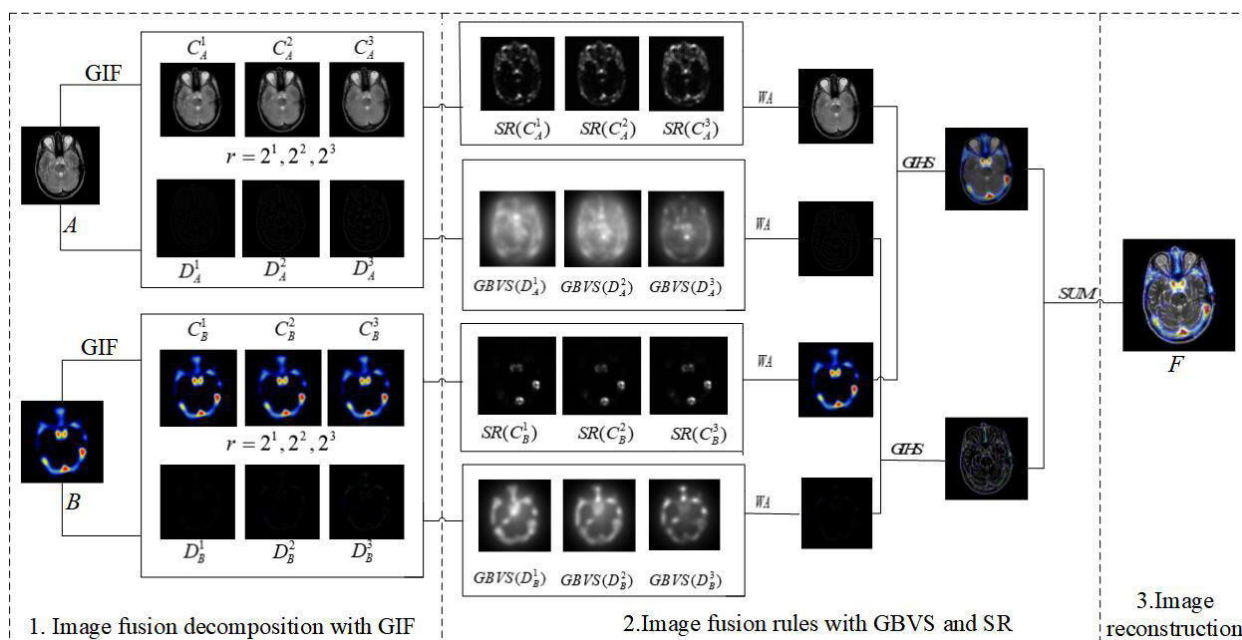 GIF
C_A^1 C_A^2 C_A^3
r = 2^1, 2^2, 2^3
A
D_A^1 D_A^2 D_A^3
GIF
C_B^1 C_B^2 C_B^3
r = 2^1, 2^2, 2^3
B
D_B^1 D_B^2 D_B^3
1. Image fusion decomposition with GIF
SR(C_A^1) SR(C_A^2) SR(C_A^3)
WA
GBVS(D_A^1) GBVS(D_A^2) GBVS(D_A^3)
WA
SR(C_B^1) SR(C_B^2) SR(C_B^3)
WA
GBVS(D_B^1) GBVS(D_B^2) GBVS(D_B^3)
WA
GIHS
GIHS
2.Image fusion rules with GBVS and SR
SUM
F
3.Image
reconstruction